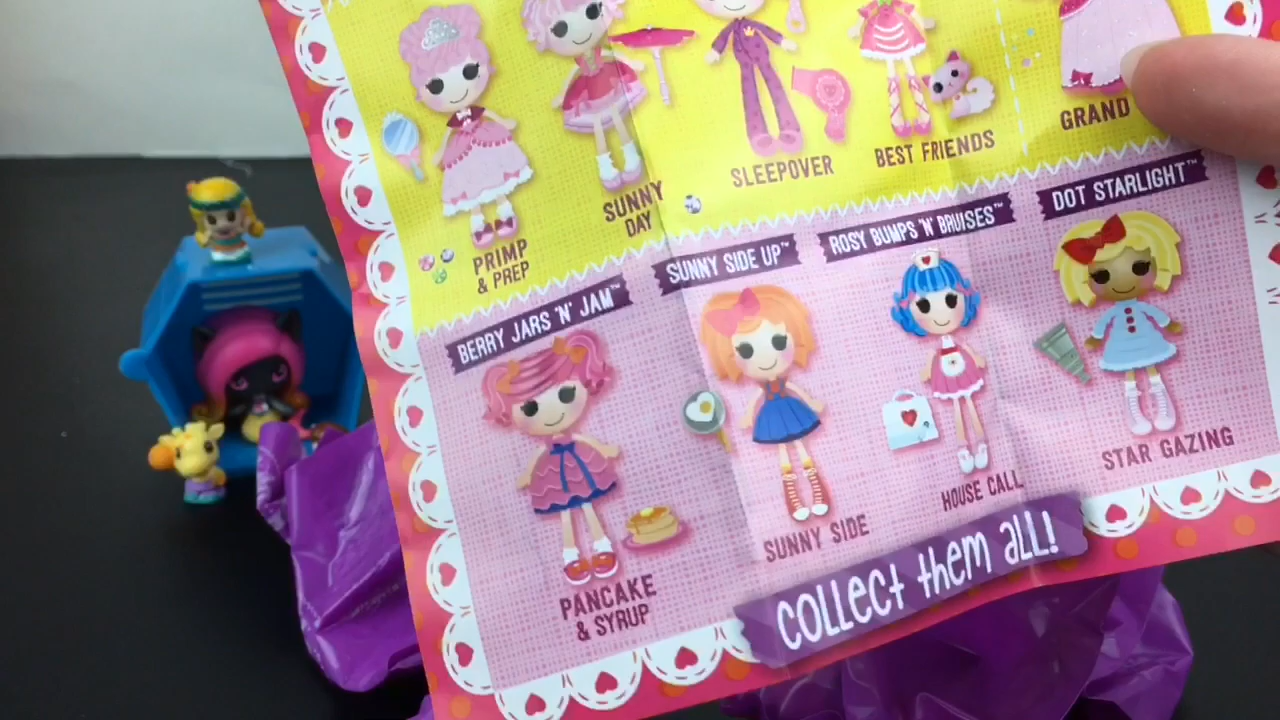 PRIMP
& PREP
SUNNY
DAY
SLEEPOVER
BEST FRIENDS
GRAND
BERRY JARS 'N' JAM™
SUNNY SIDE UP™
ROSY BUMPS 'N' BRUISES™
DOT STARLIGHT™
PANCAKE
& SYRUP
SUNNY SIDE
HOUSE CALL
STAR GAZING
COLLECT THEM ALL!